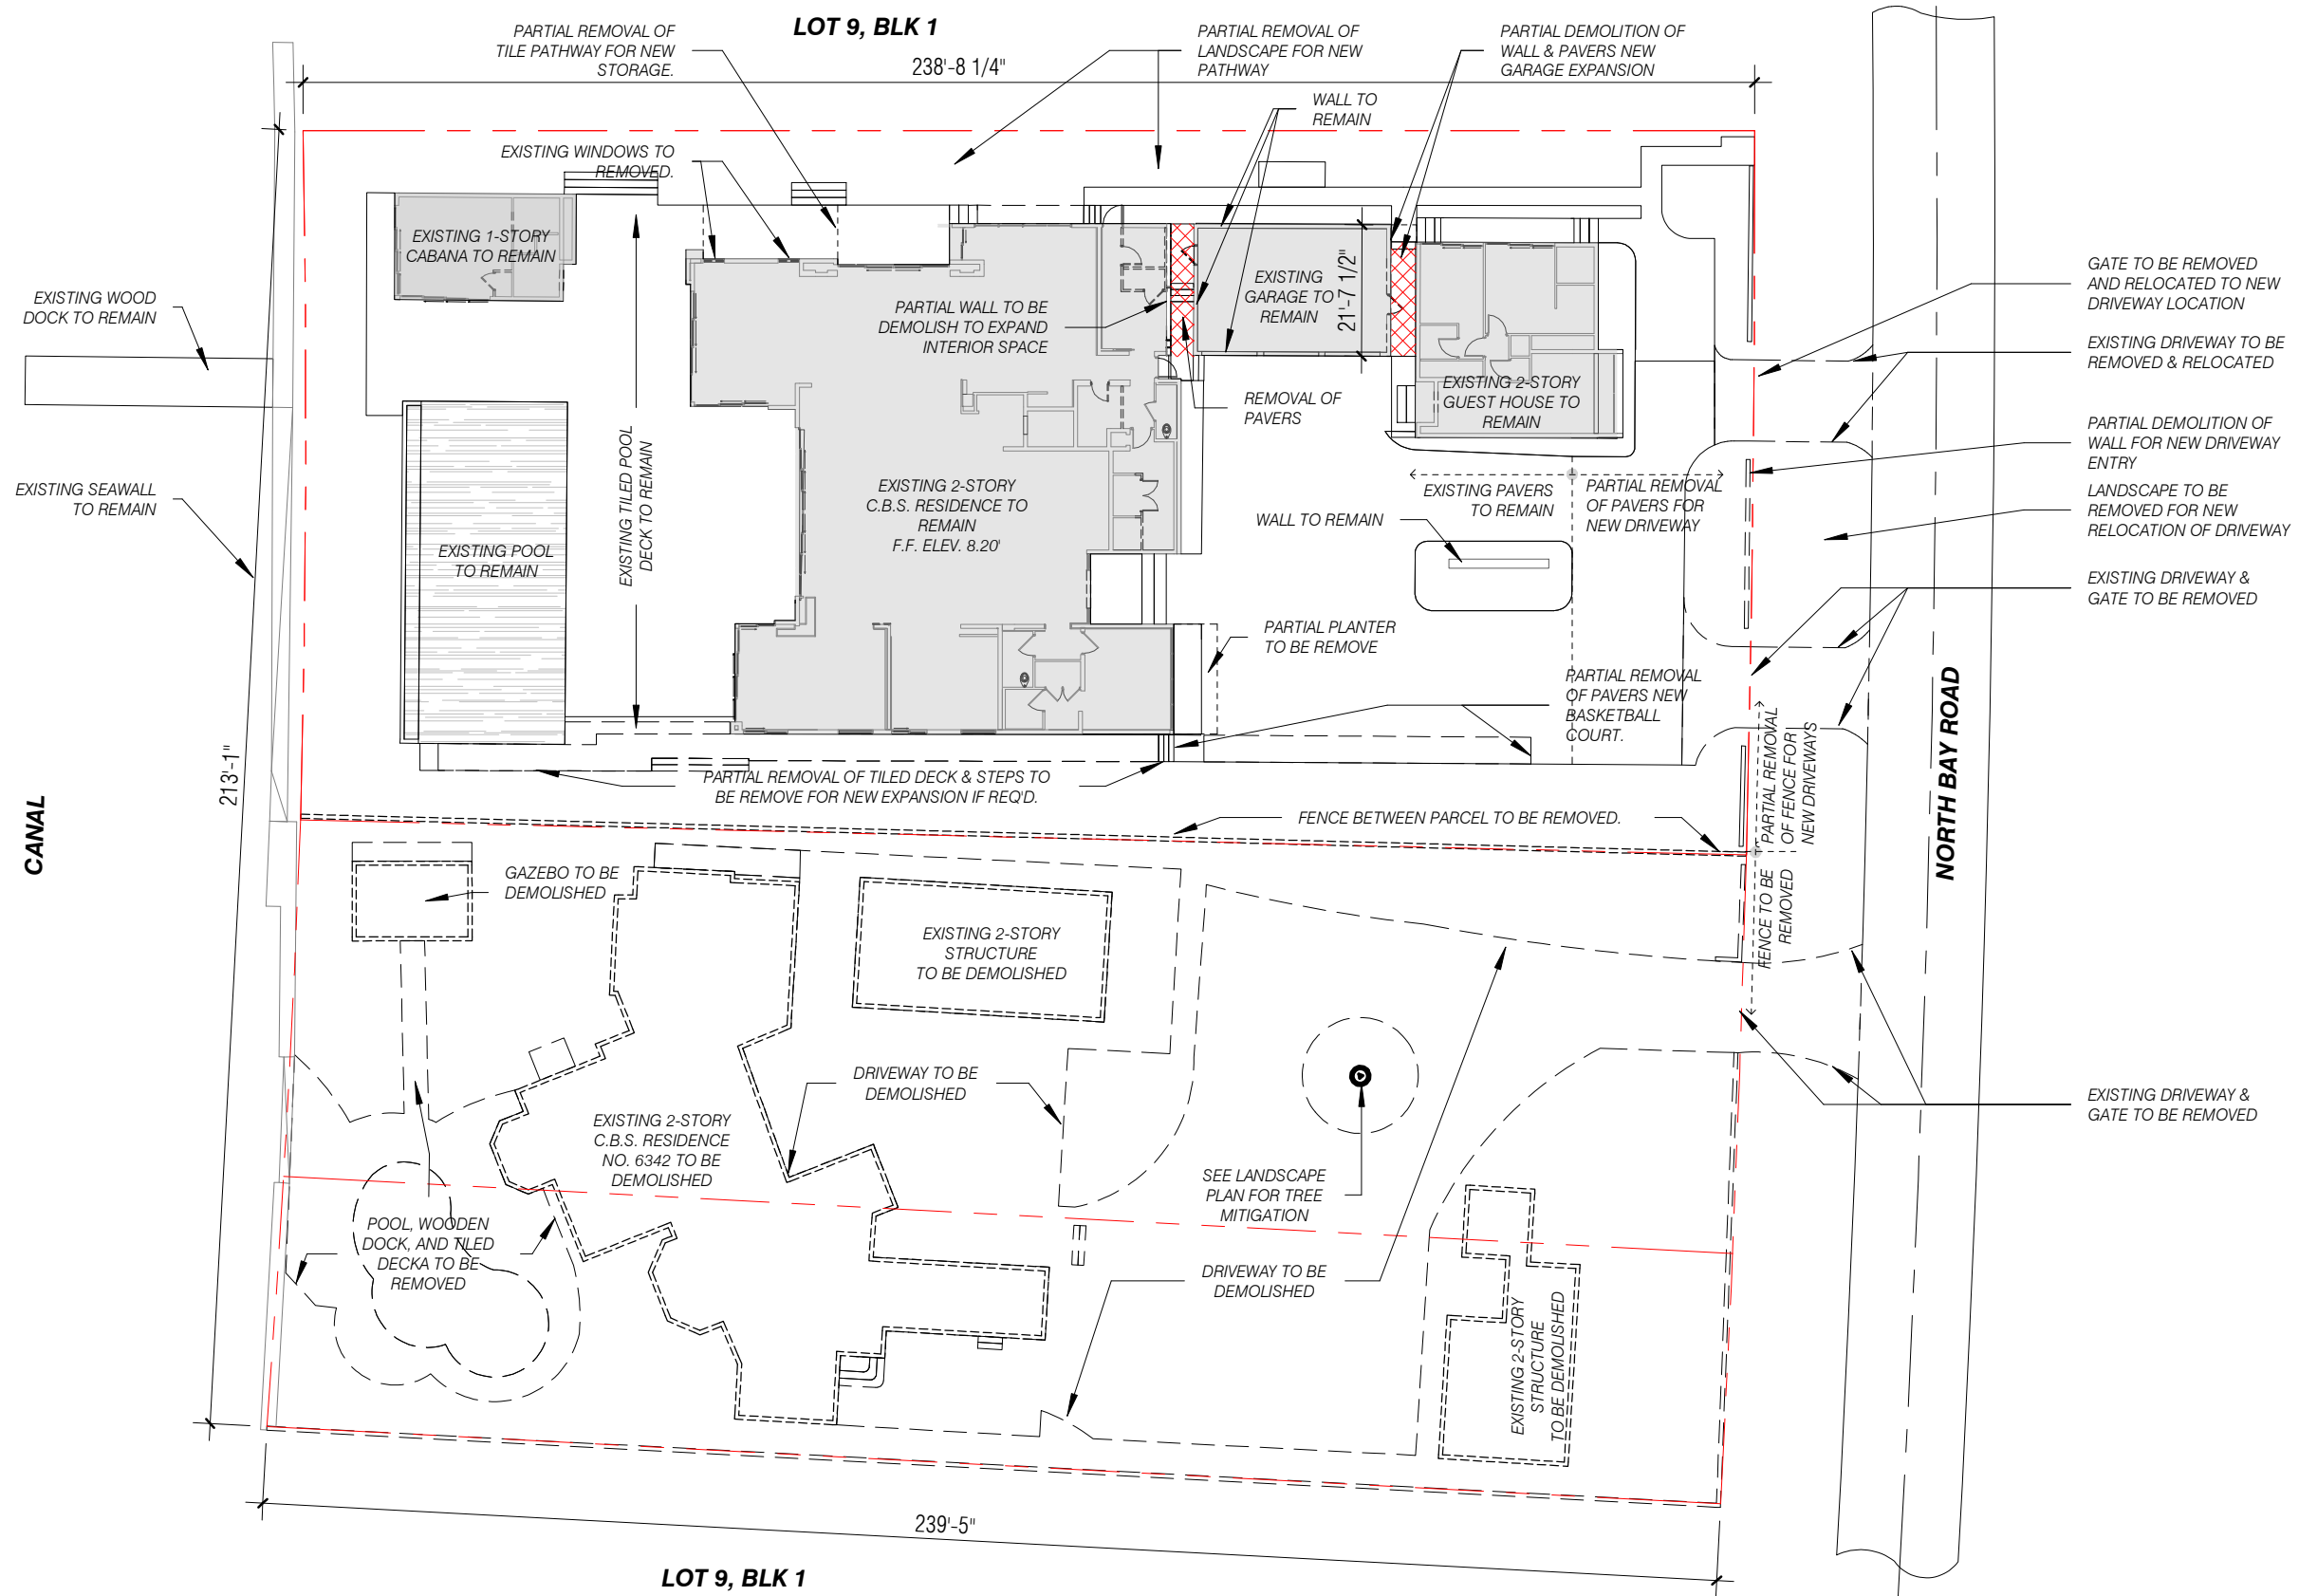 LOT 9, BLK 1
238'-8 1/4"
PARTIAL REMOVAL OF
TILE PATHWAY FOR NEW
STORAGE.
PARTIAL REMOVAL OF
LANDSCAPE FOR NEW
PATHWAY
PARTIAL DEMOLITION OF
WALL & PAVERS NEW
GARAGE EXPANSION
WALL TO
REMAIN
EXISTING WINDOWS TO
REMOVED.
EXISTING 1-STORY
CABANA TO REMAIN
EXISTING WOOD
DOCK TO REMAIN
PARTIAL WALL TO BE
DEMOLISH TO EXPAND
INTERIOR SPACE
EXISTING
GARAGE TO
REMAIN
21'-7 1/2"
GATE TO BE REMOVED
AND RELOCATED TO NEW
DRIVEWAY LOCATION
EXISTING DRIVEWAY TO BE
REMOVED & RELOCATED
REMOVAL OF
PAVERS
EXISTING 2-STORY
GUEST HOUSE TO
REMAIN
PARTIAL DEMOLITION OF
WALL FOR NEW DRIVEWAY
ENTRY
EXISTING SEAWALL
TO REMAIN
EXISTING TILED POOL
DECK TO REMAIN
EXISTING 2-STORY
C.B.S. RESIDENCE TO
REMAIN
F.F. ELEV. 8.20'
EXISTING PAVERS
TO REMAIN
PARTIAL REMOVAL
OF PAVERS FOR
NEW DRIVEWAY
WALL TO REMAIN
LANDSCAPE TO BE
REMOVED FOR NEW
RELOCATION OF DRIVEWAY
EXISTING POOL
TO REMAIN
EXISTING DRIVEWAY &
GATE TO BE REMOVED
PARTIAL PLANTER
TO BE REMOVE
PARTIAL REMOVAL
OF PAVERS NEW
BASKETBALL
COURT.
PARTIAL REMOVAL
OF FENCE FOR
NEW DRIVEWAYS
NORTH BAY ROAD
213'-1"
CANAL
PARTIAL REMOVAL OF TILED DECK & STEPS TO
BE REMOVE FOR NEW EXPANSION IF REQ'D.
FENCE BETWEEN PARCEL TO BE REMOVED.
GAZEBO TO BE
DEMOLISHED
FENCE TO BE
REMOVED
EXISTING 2-STORY
STRUCTURE
TO BE DEMOLISHED
DRIVEWAY TO BE
DEMOLISHED
EXISTING 2-STORY
C.B.S. RESIDENCE
NO. 6342 TO BE
DEMOLISHED
EXISTING DRIVEWAY &
GATE TO BE REMOVED
SEE LANDSCAPE
PLAN FOR TREE
MITIGATION
POOL, WOODEN
DOCK, AND TILED
DECKA TO BE
REMOVED
DRIVEWAY TO BE
DEMOLISHED
EXISTING 2-STORY
STRUCTURE
TO BE DEMOLISHED
239'-5"
LOT 9, BLK 1